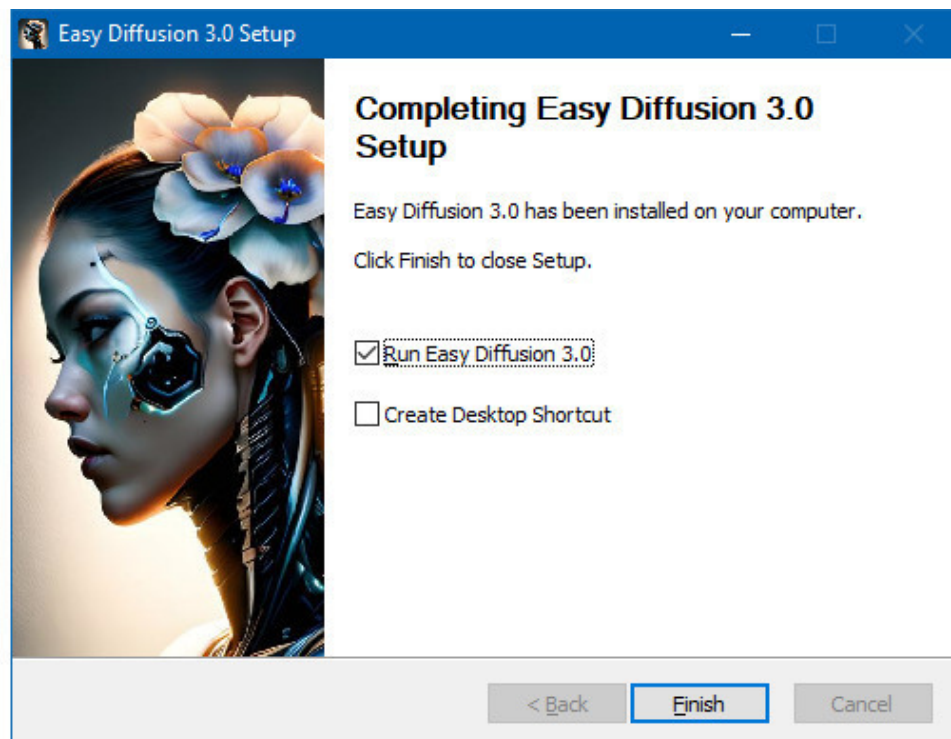 Easy Diffusion 3.0 Setup
Completing Easy Diffusion 3.0
Setup
Easy Diffusion 3.0 has been installed on your computer.
Click Finish to close Setup.
Run Easy Diffusion 3.0
Create Desktop Shortcut
< Back Finish Cancel